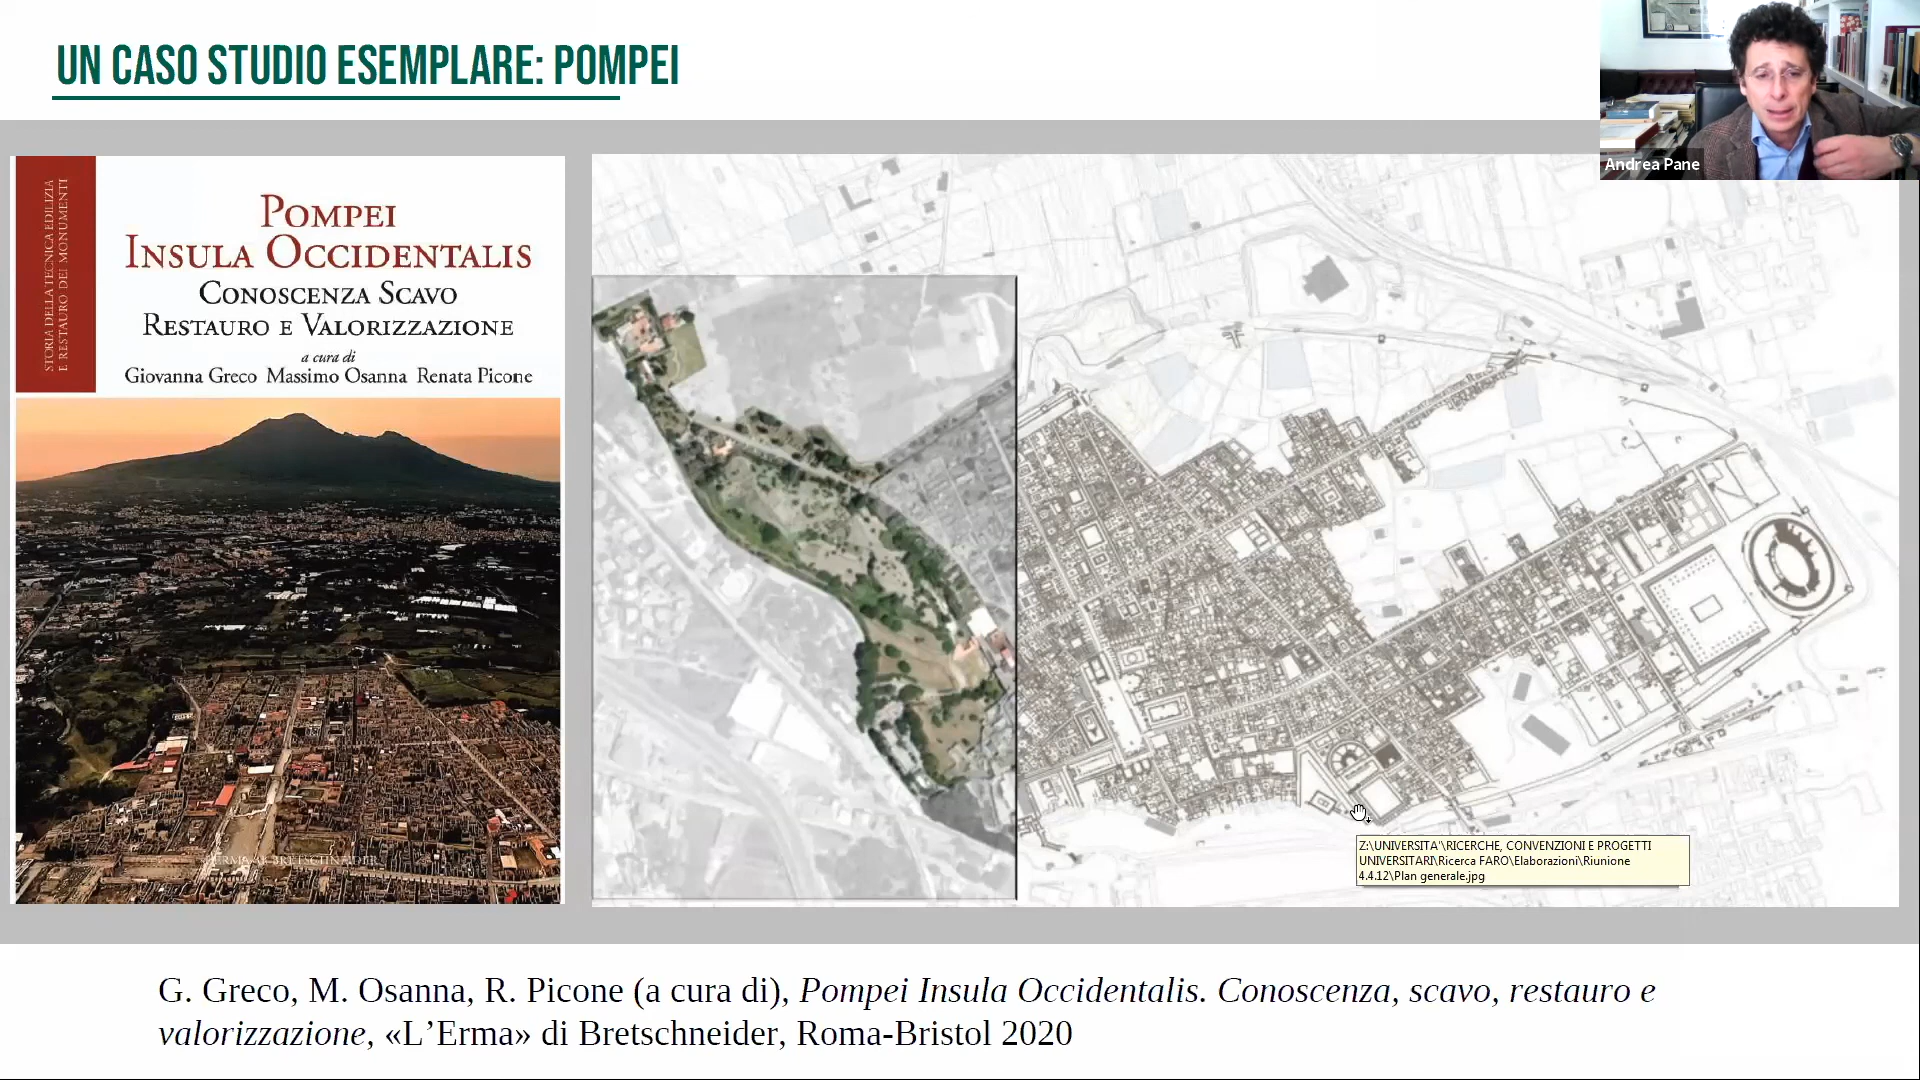 UN CASO STUDIO ESEMPLARE: POMPEI
Andrea Pane
STORIA DELLA TECNICA EDILIZIA
E RESTAURO DEI MONUMENTI
POMPEI
INSULA OCCIDENTALIS
CONOSCENZA SCAVO
RESTAURO E VALORIZZAZIONE
a cura di
Giovanna Greco Massimo Osanna Renata Picone
«L'ERMA» DI BRETSCHNEIDER
Z:\UNIVERSITA'\RICERCHE, CONVENZIONI E PROGETTI
UNIVERSITARI\Ricerca FARO\Elaborazioni\Riunione
4.4.12\Plan generale.jpg
G. Greco, M. Osanna, R. Picone (a cura di), Pompei Insula Occidentalis. Conoscenza, scavo, restauro e
valorizzazione, «L’Erma» di Bretschneider, Roma-Bristol 2020